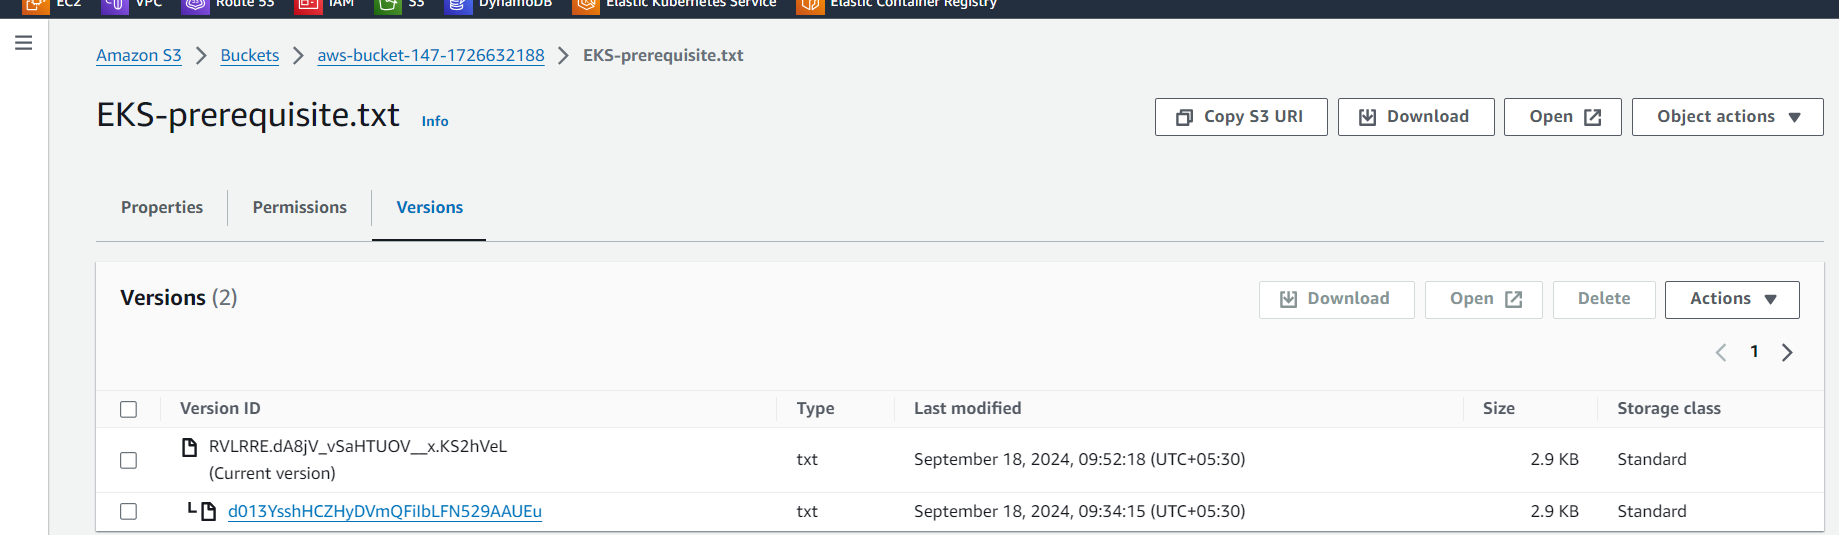 EC2 VPC Route 53 IAM S3 DynamoDB Elastic Kubernetes Service Elastic Container Registry
Amazon S3 > Buckets > aws-bucket-147-1726632188 > EKS-prerequisite.txt
EKS-prerequisite.txt Info
Copy S3 URI Download Open Object actions
Properties Permissions Versions
Versions (2)
Download Open Delete Actions
1
Version ID Type Last modified Size Storage class
RVLRRE.dA8jV_vSaHTUOV__x.KS2hVeL
(Current version)
txt September 18, 2024, 09:52:18 (UTC+05:30) 2.9 KB Standard
d013YsshHCZHyDVmQFiIbLFN529AAUEu txt September 18, 2024, 09:34:15 (UTC+05:30) 2.9 KB Standard